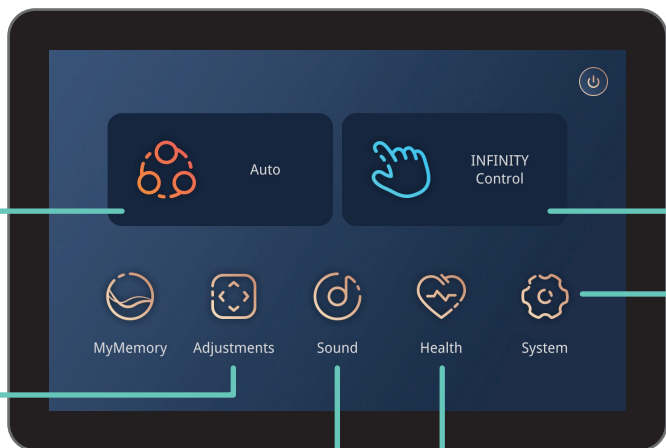 Auto
INFINITY
Control
MyMemory
Adjustments
Sound
Health
System